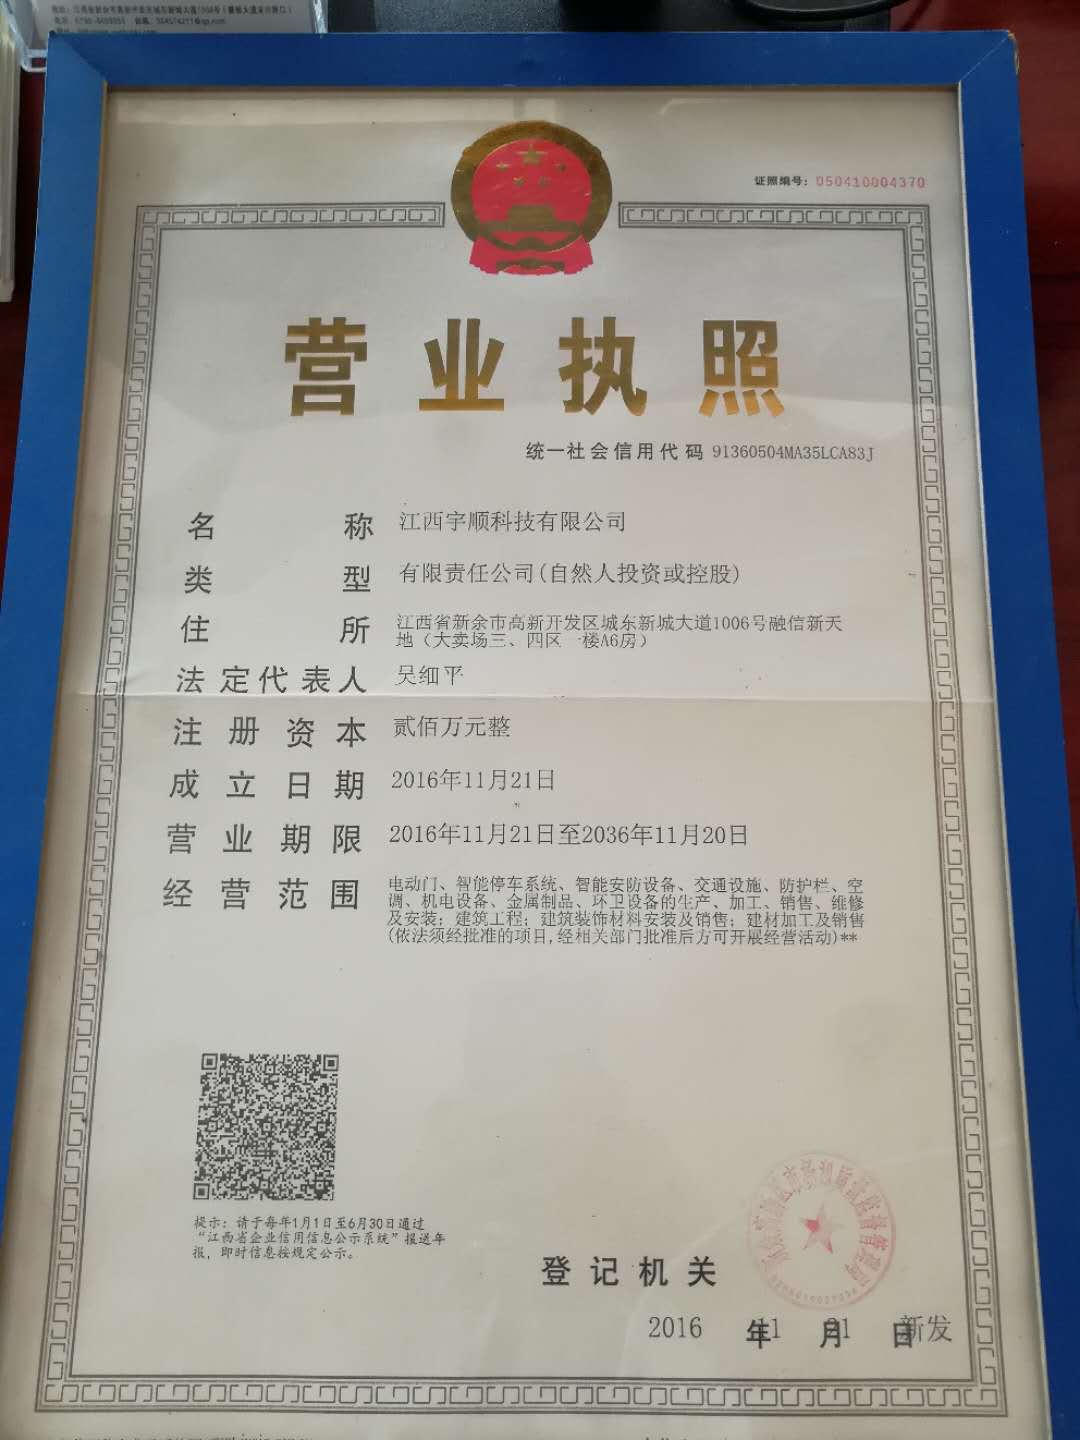 证照编号：050410004370
营业执照
统一社会信用代码 91360504MA35LCA83J
名称 江西宇顺科技有限公司
类型 有限责任公司(自然人投资或控股)
住所 江西省新余市高新开发区城东新城大道1006号融信新天
地（大卖场三、四区一楼A6房）
法定代表人 吴细平
注册资本 贰佰万元整
成立日期 2016年11月21日
营业期限 2016年11月21日至2036年11月20日
经营范围 电动门、智能停车系统、智能安防设备、交通设施、防护栏、空
调、机电设备、金属制品、环卫设备的生产、加工、销售、维修
及安装；建筑工程；建筑装饰材料安装及销售；建材加工及销售
(依法须经批准的项目,经相关部门批准后方可开展经营活动)**
提示：请于每年1月1日至6月30日通过
“江西省企业信用信息公示系统”报送年
报，即时信息按规定公示。
登记机关
2016 年11 月21 日新发